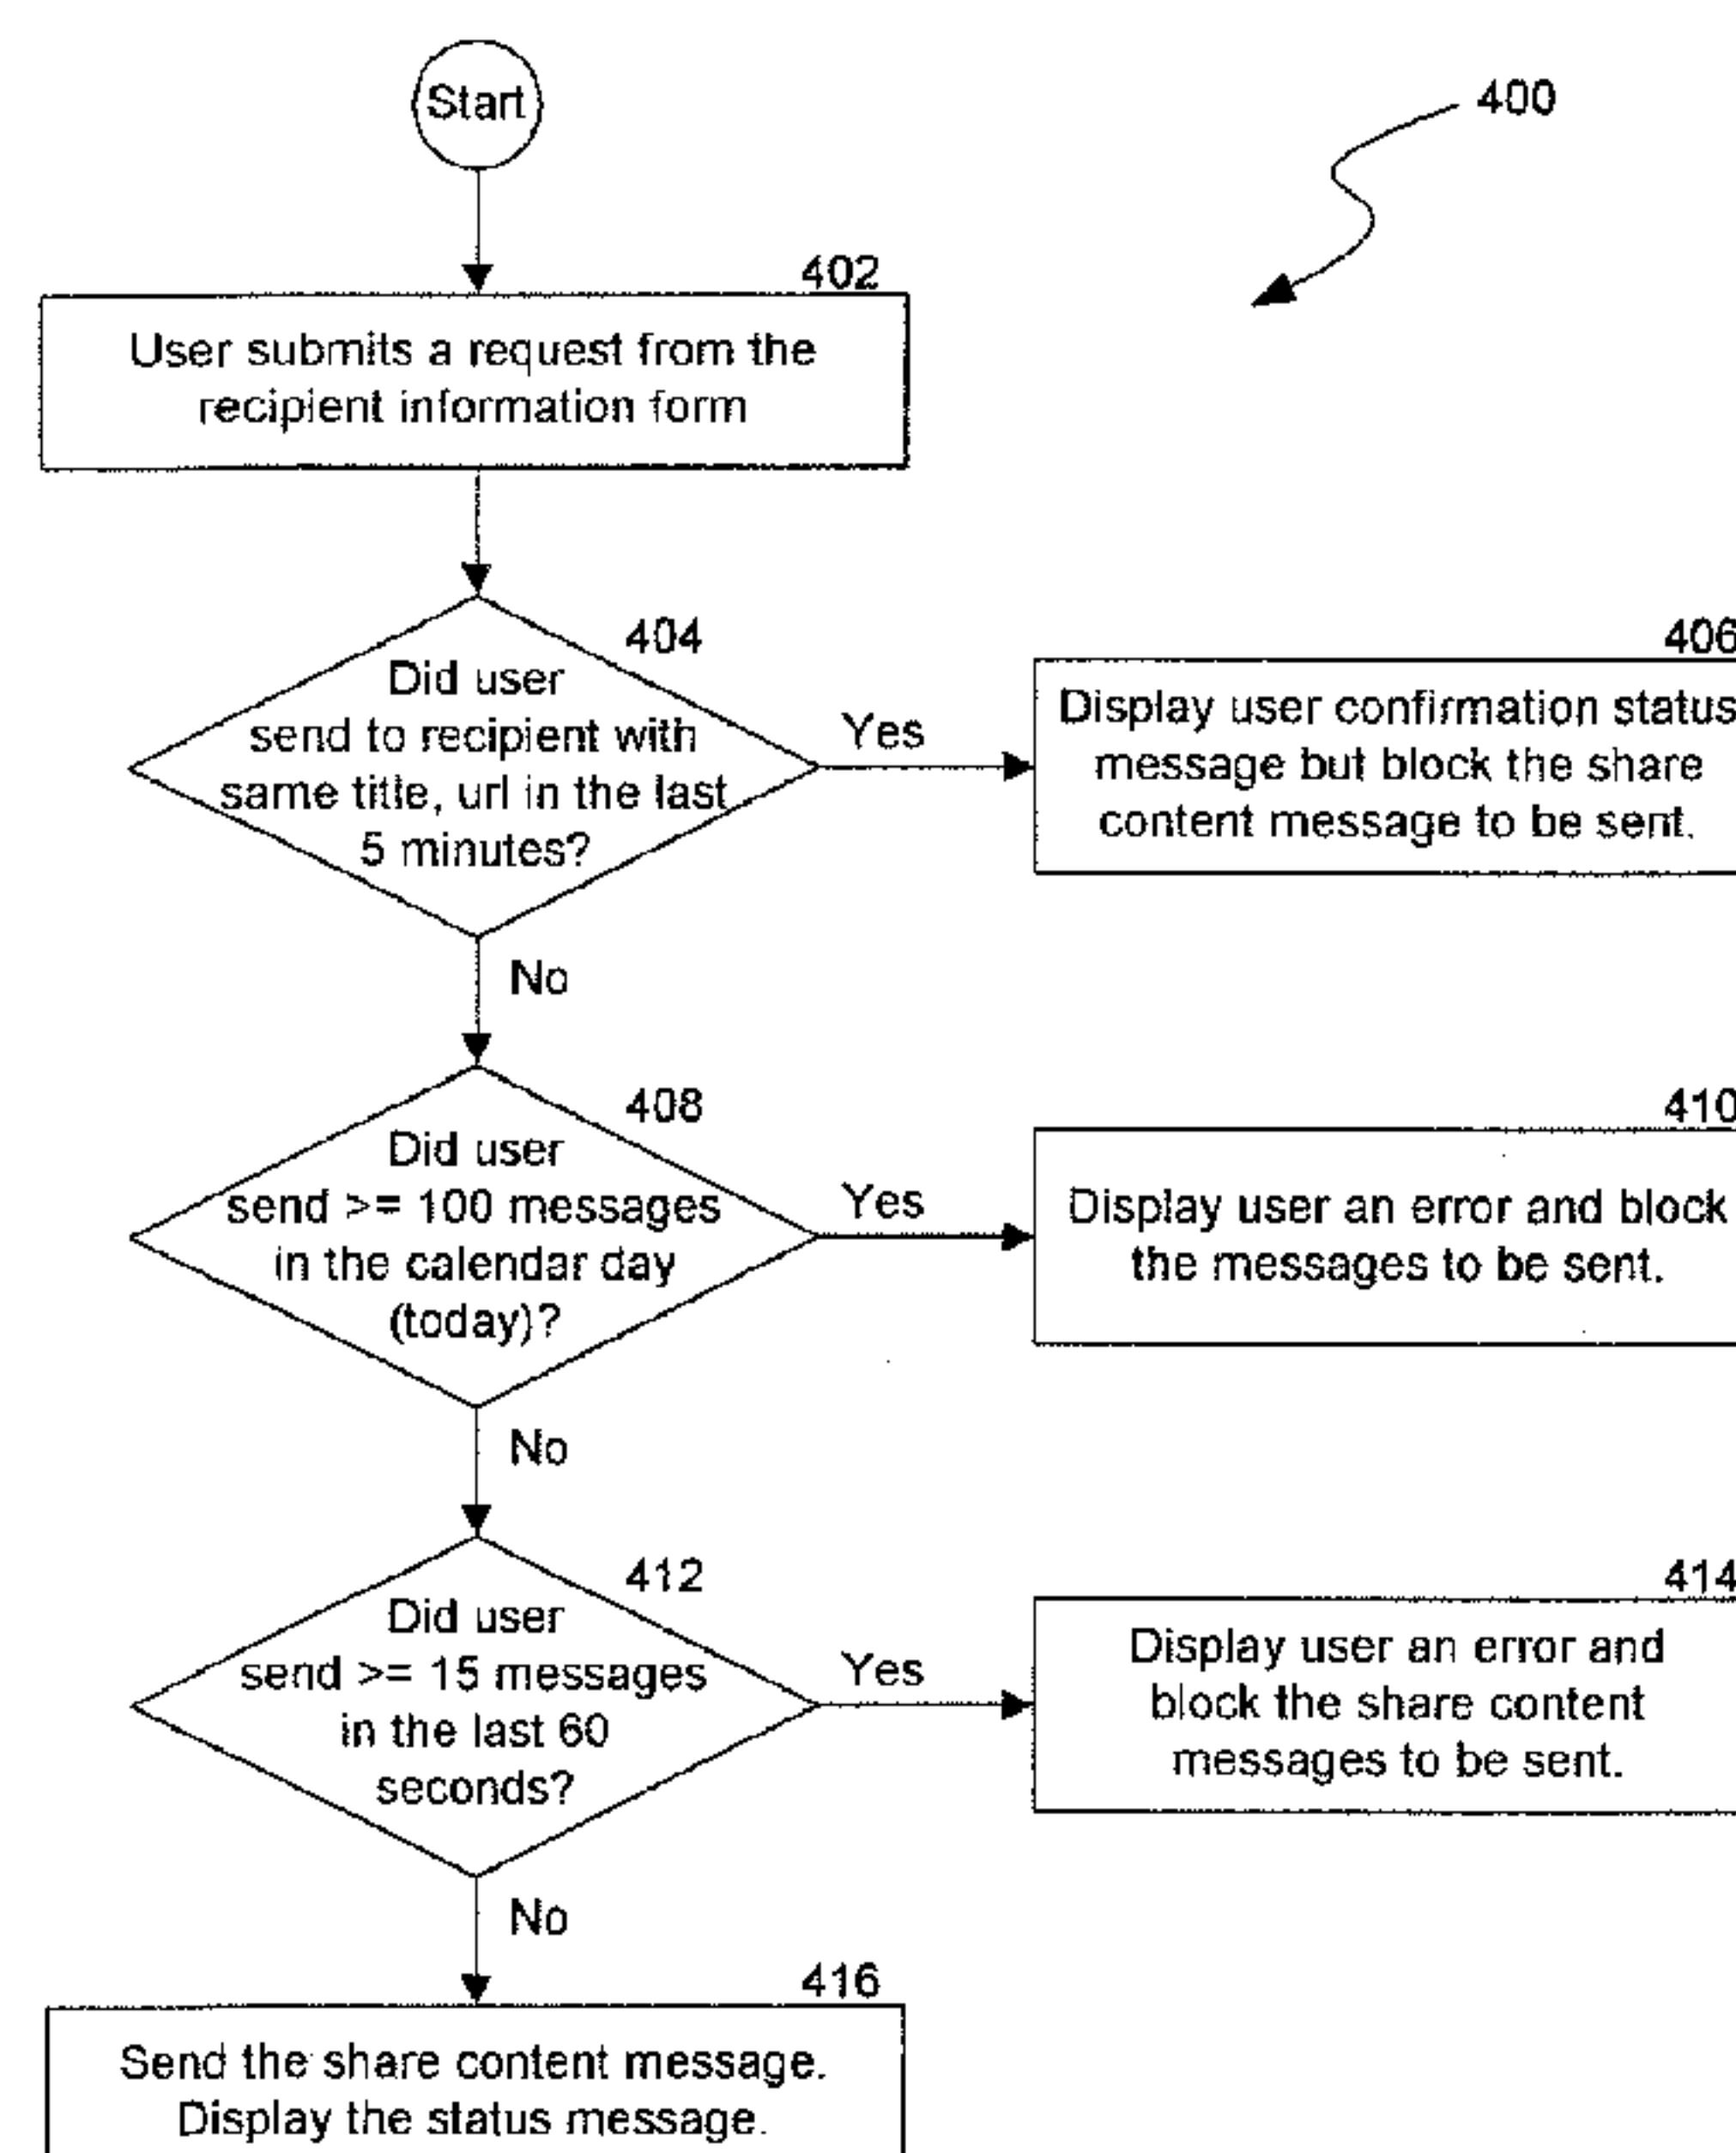 Start
400
402
User submits a request from the
recipient information form
404
Did user
send to recipient with
same title, url in the last
5 minutes?
Yes
406
Display user confirmation status
message but block the share
content message to be sent.
No
408
Did user
send >= 100 messages
in the calendar day
(today)?
Yes
410
Display user an error and block
the messages to be sent.
No
412
Did user
send >= 15 messages
in the last 60
seconds?
Yes
414
Display user an error and
block the share content
messages to be sent.
No
416
Send the share content message.
Display the status message.